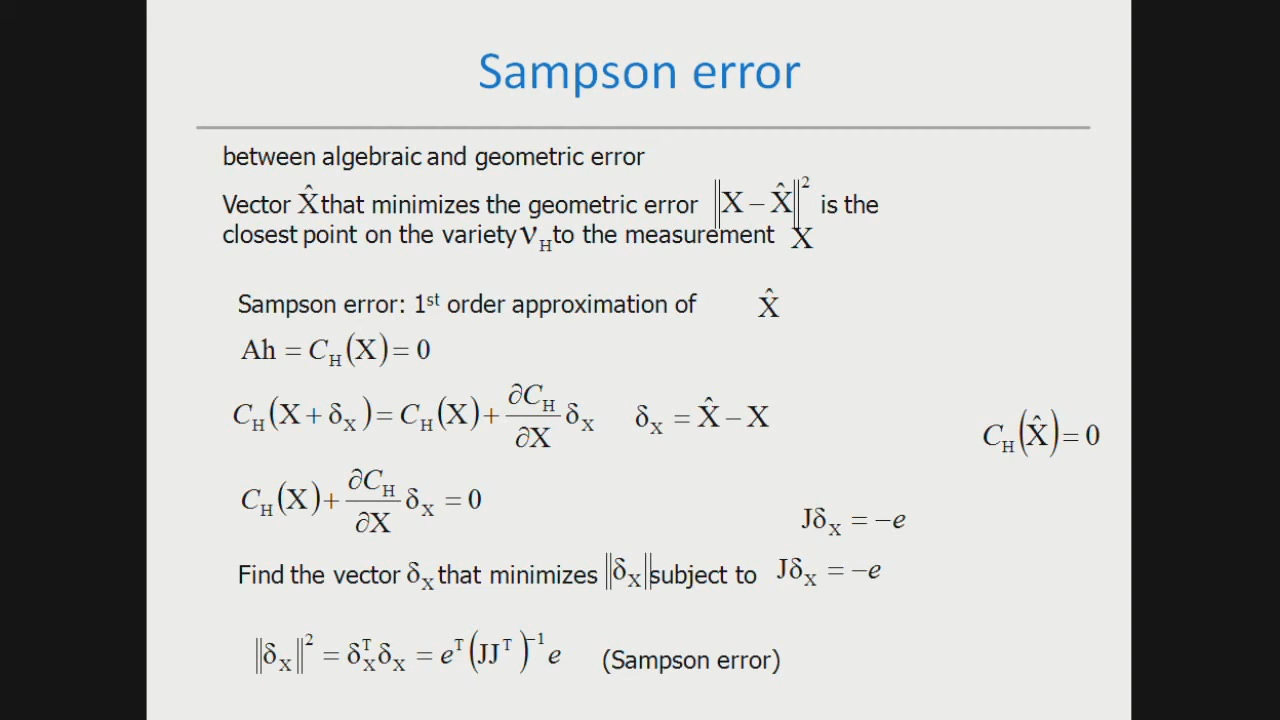 Sampson error
between algebraic and geometric error
Vector X̂ that minimizes the geometric error ‖X − X̂‖² is the
closest point on the variety ν_H to the measurement X
Sampson error: 1st order approximation of X̂
Ah = C_H(X) = 0
C_H(X + δ_X) = C_H(X) + ∂C_H/∂X δ_X   δ_X = X̂ − X   C_H(X̂) = 0
C_H(X) + ∂C_H/∂X δ_X = 0   Jδ_X = −e
Find the vector δ_X that minimizes ‖δ_X‖ subject to Jδ_X = −e
‖δ_X‖² = δ_X^T δ_X = e^T (JJ^T)^−1 e   (Sampson error)